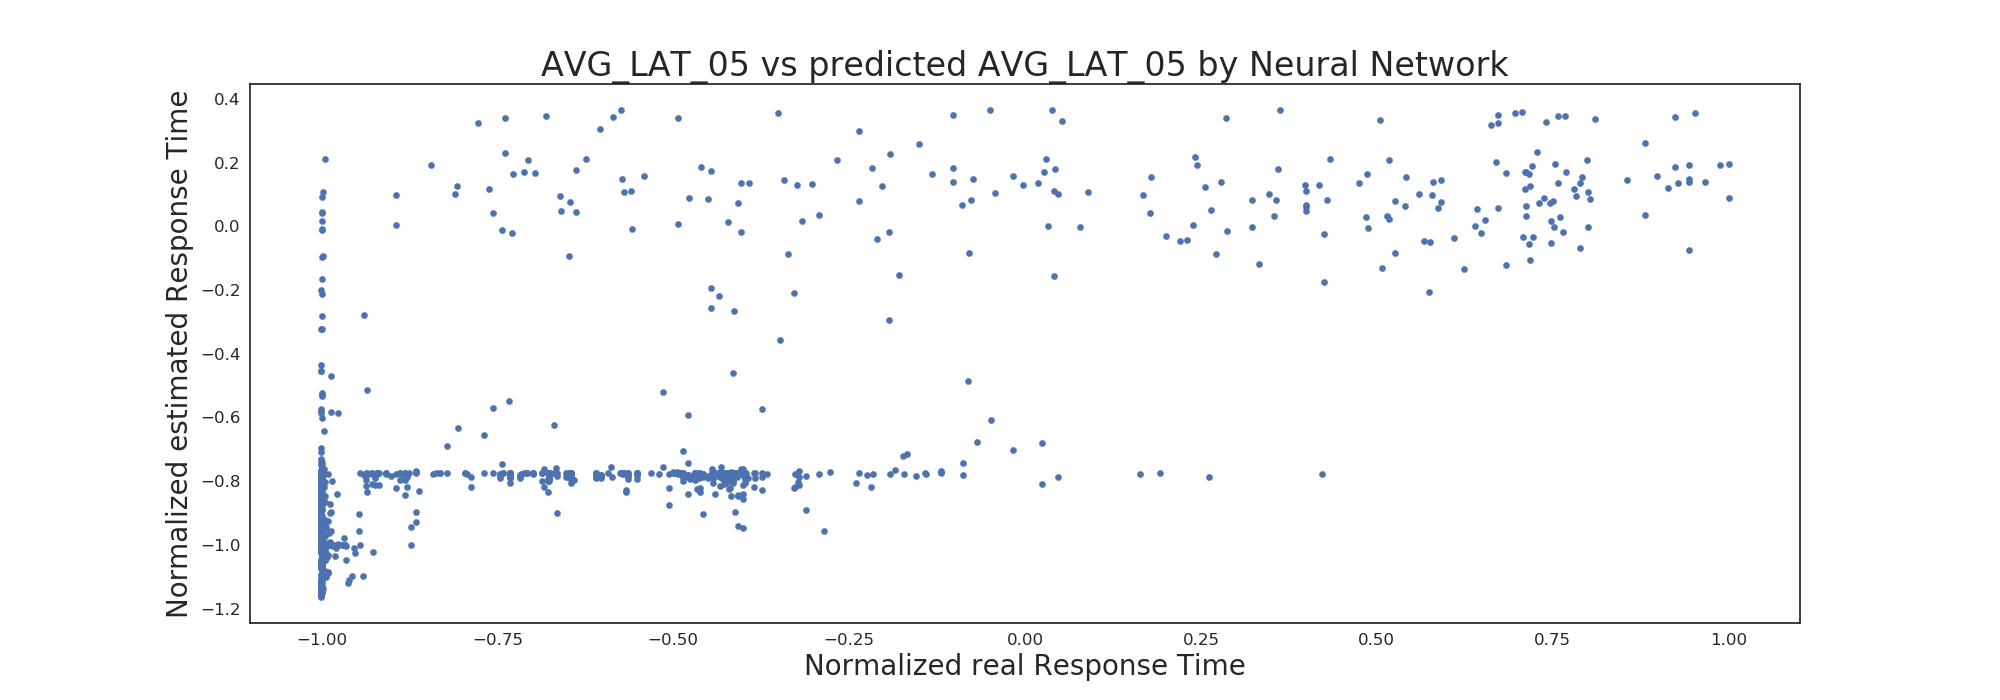 AVG_LAT_05 vs predicted AVG_LAT_05 by Neural Network
Normalized estimated Response Time
0.4
0.2
0.0
−0.2
−0.4
−0.6
−0.8
−1.0
−1.2
−1.00 −0.75 −0.50 −0.25 0.00 0.25 0.50 0.75 1.00
Normalized real Response Time